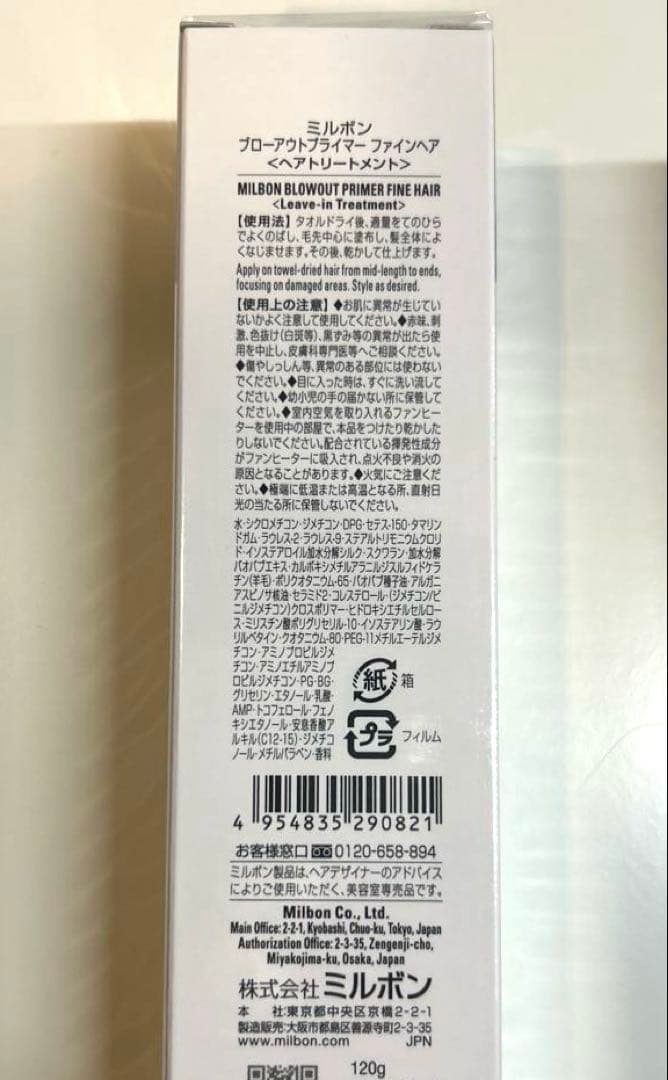 ミルボン
ブローアウトプライマー ファインヘア
<ヘアトリートメント>
MILBON BLOWOUT PRIMER FINE HAIR
<Leave-in Treatment>
【使用法】タオルドライ後、適量をてのひら
でよくのばし、毛先中心に塗布し、髪全体によ
くなじませます。その後、乾かして仕上げます。
Apply on towel-dried hair from mid-length to ends,
focusing on damaged areas. Style as desired.
【使用上の注意】◆お肌に異常が生じてい
ないかよく注意して使用してください。◆赤味、刺
激、色抜け(白斑等)、黒ずみ等の異常が出たら使
用を中止し、皮膚科専門医等へご相談ください。
◆傷やしっしん等、異常のある部位には使わない
でください。◆目に入った時は、すぐに洗い流して
ください。◆幼小児の手の届かない所に保管して
ください。◆室内空気を取り入れるファンヒー
ターを使用中の部屋で、本品をつけたり乾かした
りしないでください。配合されている揮発性成分
がファンヒーターに吸入され、点火不良や消火の
原因となることがあります。◆火気にご注意くださ
い。◆極端に低温または高温となる所、直射日
光の当たる所に保管しないでください。
水・シクロメチコン・ジメチコン・DPG・セテス-150・タマリン
ドガム・ラウレス-2・ラウレス-9・ステアルトリモニウムクロリ
ド・イソステアロイル加水分解シルク・スクワラン・加水分解
バオバブエキス・カルボキシメチルアラニルジスルフィドケラ
チン(羊毛)・ポリクオタニウム-65・バオバブ種子油・アルガニ
アスピノサ核油・セラミド2・コレステロール・(ジメチコン/ビ
ニルジメチコン)クロスポリマー・ヒドロキシエチルセルロー
ス・ミリスチン酸ポリグリセリル-10・イソステアリン酸・ラウ
リルベタイン・クオタニウム-80・PEG-11メチルエーテルジメ
チコン・アミノプロピルジメ
チコン・アミノエチルアミノプ
ロピルジメチコン・PG・BG・
グリセリン・エタノール・乳酸・
AMP・トコフェロール・フェノ
キシエタノール・安息香酸ア
ルキル(C12-15)・ジメチコ
ノール・メチルパラベン・香料
紙 箱
プラ フィルム
4 954835 290821
お客様窓口 0120-658-894
ミルボン製品は、ヘアデザイナーのアドバイス
によりご使用いただく、美容室専売品です。
Milbon Co., Ltd.
Main Office: 2-2-1, Kyobashi, Chuo-ku, Tokyo, Japan
Authorization Office: 2-3-35, Zengenji-cho,
Miyakojima-ku, Osaka, Japan
株式会社ミルボン
本　　社:東京都中央区京橋2-2-1
製造販売:大阪市都島区善源寺町2-3-35
www.milbon.com JPN
120g